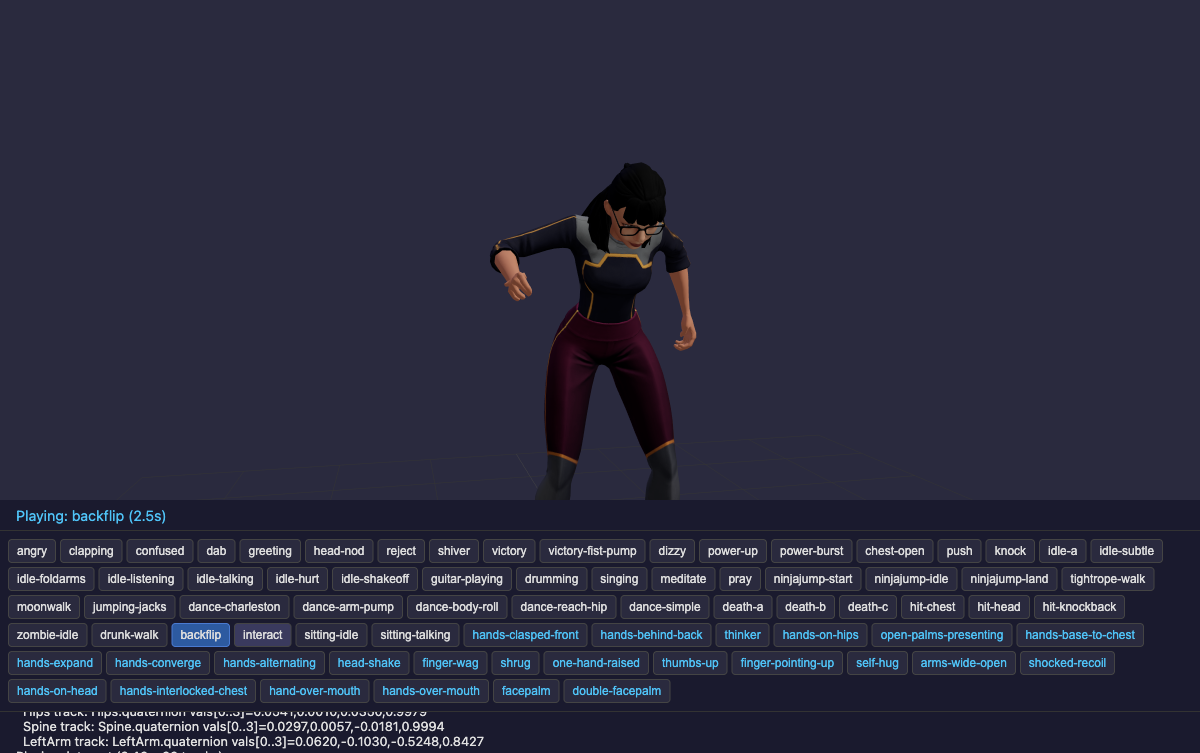 Playing: backflip (2.5s)
angry clapping confused dab greeting head-nod reject shiver victory victory-fist-pump dizzy power-up power-burst chest-open push knock idle-a idle-subtle
idle-foldarms idle-listening idle-talking idle-hurt idle-shakeoff guitar-playing drumming singing meditate pray ninjajump-start ninjajump-idle ninjajump-land tightrope-walk
moonwalk jumping-jacks dance-charleston dance-arm-pump dance-body-roll dance-reach-hip dance-simple death-a death-b death-c hit-chest hit-head hit-knockback
zombie-idle drunk-walk backflip interact sitting-idle sitting-talking hands-clasped-front hands-behind-back thinker hands-on-hips open-palms-presenting hands-base-to-chest
hands-expand hands-converge hands-alternating head-shake finger-wag shrug one-hand-raised thumbs-up finger-pointing-up self-hug arms-wide-open shocked-recoil
hands-on-head hands-interlocked-chest hand-over-mouth hands-over-mouth facepalm double-facepalm
Hips track: Hips.quaternion
Spine track: Spine.quaternion vals[0..3]=0.0297,0.0057,-0.0181,0.9994
LeftArm track: LeftArm.quaternion vals[0..3]=0.0620,-0.1030,-0.5248,0.8427